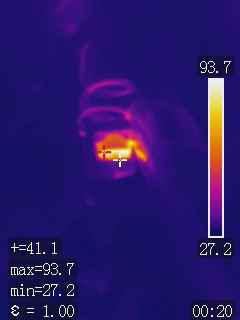 93.7
27.2
+=41.1
max=93.7
min=27.2
ε = 1.00
00:20